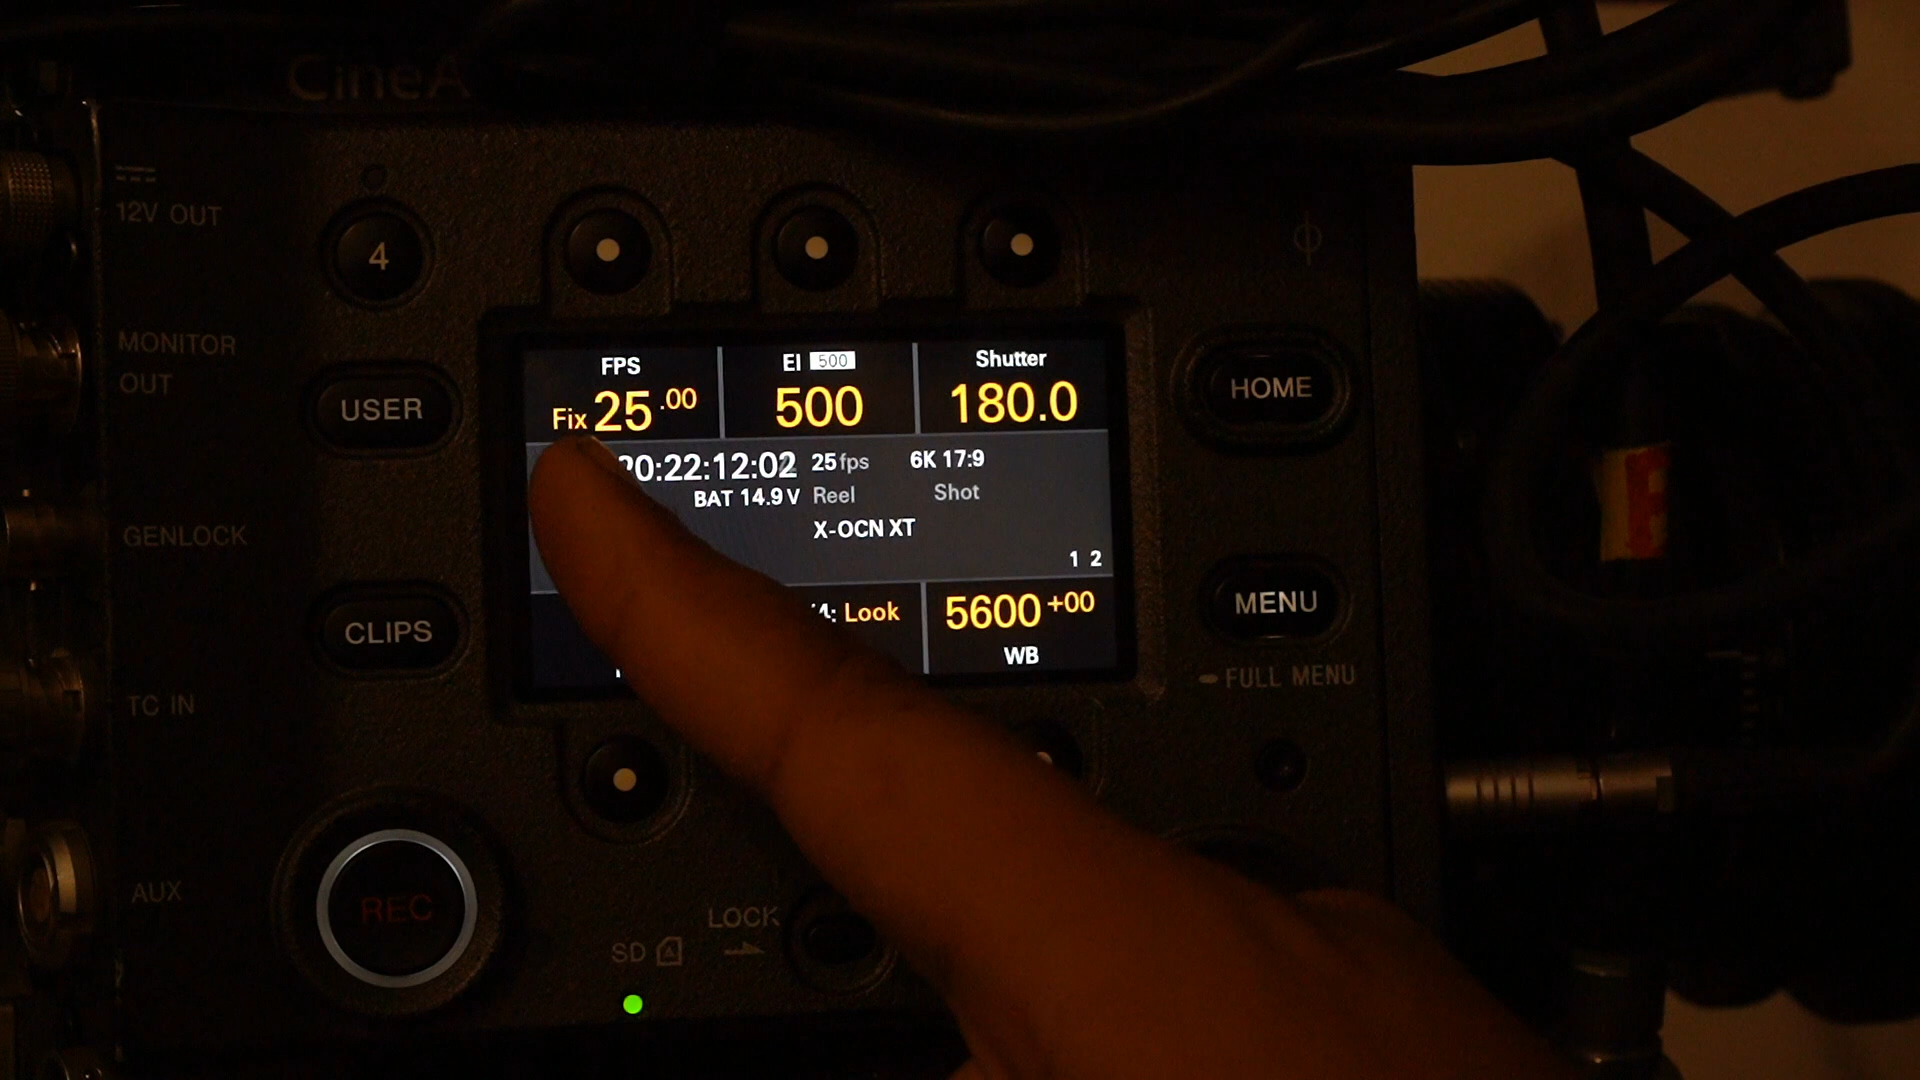 CineA
12V OUT
4
MONITOR
OUT
USER
GENLOCK
CLIPS
TC IN
AUX
REC
FPS
Fix 25.00
EI 500
500
Shutter
180.0
0:22:12:02 25fps 6K 17:9
BAT 14.9 V Reel Shot
X-OCN XT
1 2
Look
5600+00
WB
HOME
MENU
FULL MENU
LOCK
SD